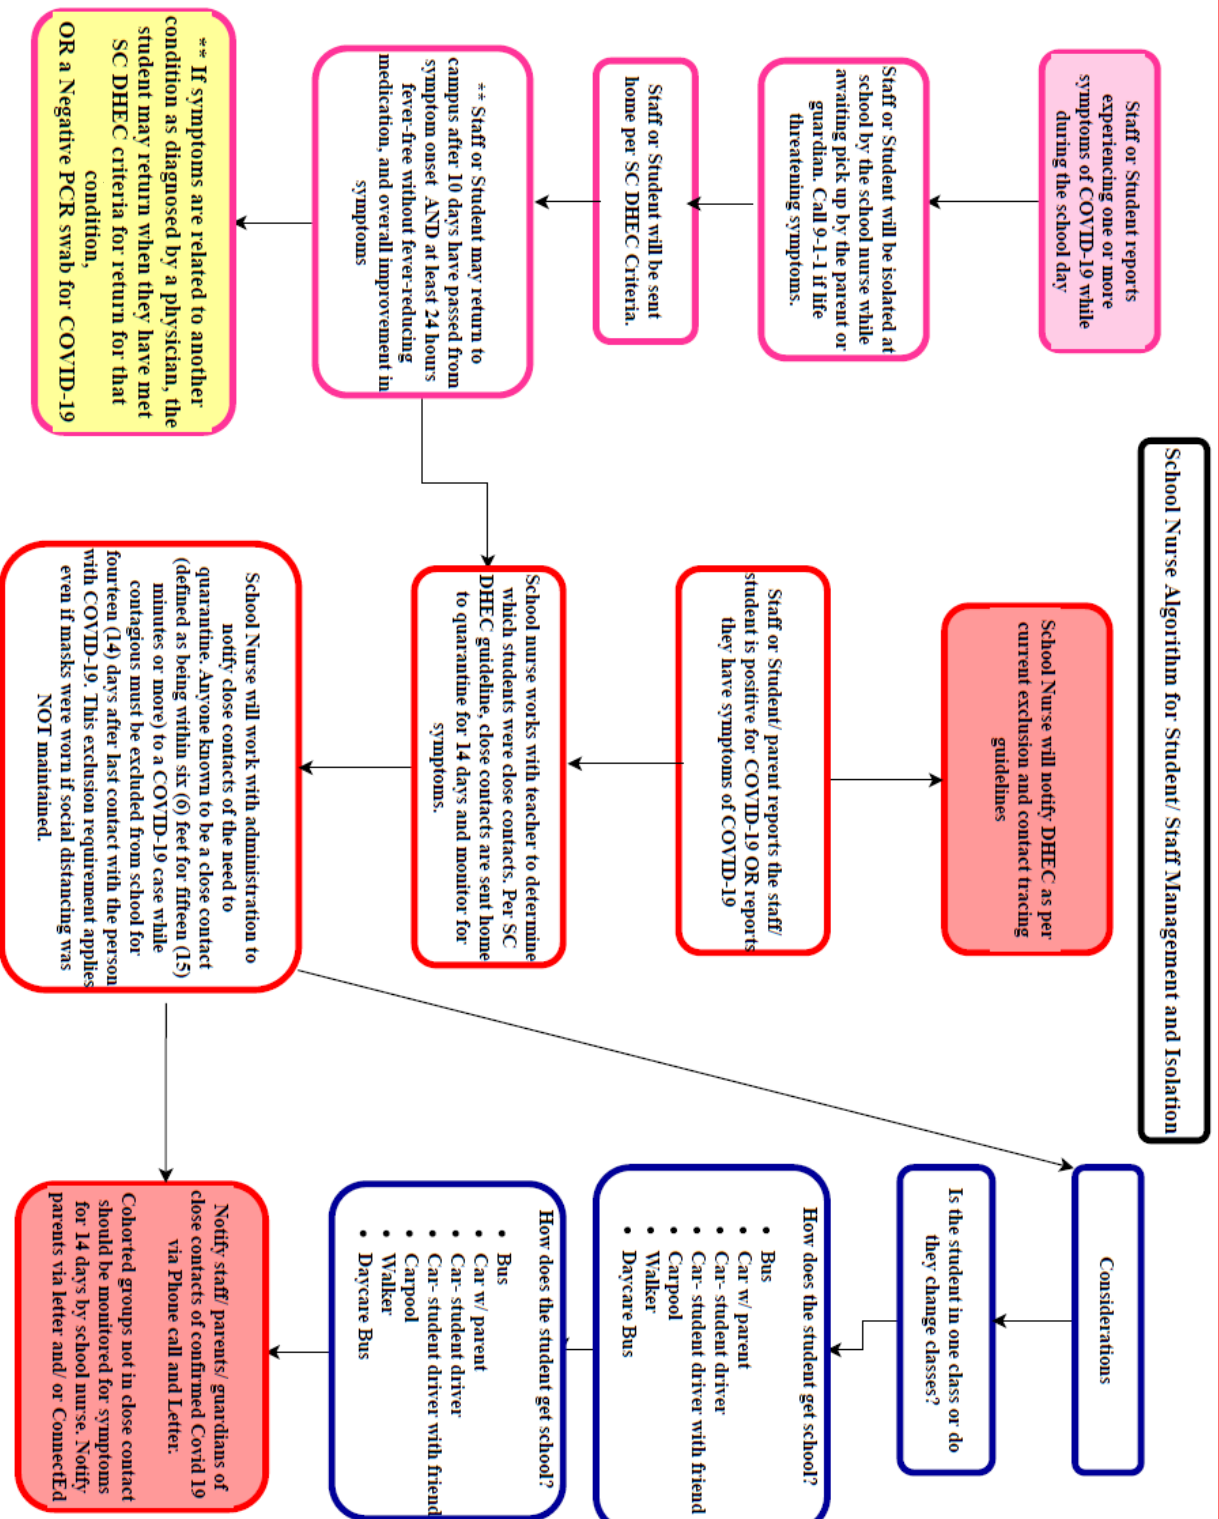 School Nurse Algorithm for Student/ Staff Management and Isolation
Staff or Student reports
experiencing one or more
symptoms of COVID-19 while
during the school day
Staff or Student will be isolated at
school by the school nurse while
awaiting pick up by the parent or
guardian. Call 9-1-1 if life
threatening symptoms.
Staff or Student will be sent
home per SC DHEC Criteria.
** Staff or Student may return to
campus after 10 days have passed from
symptom onset AND at least 24 hours
fever-free without fever-reducing
medication, and overall improvement in
symptoms
** If symptoms are related to another
condition as diagnosed by a physician, the
student may return when they have met
SC DHEC criteria for return for that
condition,
OR a Negative PCR swab for COVID-19
School Nurse will notify DHEC as per
current exclusion and contact tracing
guidelines
Staff or Student/ parent reports the staff/
student is positive for COVID-19 OR reports
they have symptoms of COVID-19
School nurse works with teacher to determine
which students were close contacts. Per SC
DHEC guideline, close contacts are sent home
to quarantine for 14 days and monitor for
symptoms.
School Nurse will work with administration to
notify close contacts of the need to
quarantine. Anyone known to be a close contact
(defined as being within six (6) feet for fifteen (15)
minutes or more) to a COVID-19 case while
contagious must be excluded from school for
fourteen (14) days after last contact with the person
with COVID-19. This exclusion requirement applies
even if masks were worn if social distancing was
NOT maintained.
Considerations
Is the student in one class or do
they change classes?
How does the student get school?
• Bus
• Car w/ parent
• Car- student driver
• Car- student driver with friend
• Carpool
• Walker
• Daycare Bus
How does the student get school?
• Bus
• Car w/ parent
• Car- student driver
• Car- student driver with friend
• Carpool
• Walker
• Daycare Bus
Notify staff/ parents/ guardians of
close contacts of confirmed Covid 19
via Phone call and Letter.
Cohorted groups not in close contact
should be monitored for symptoms
for 14 days by school nurse. Notify
parents via letter and/ or ConnectEd